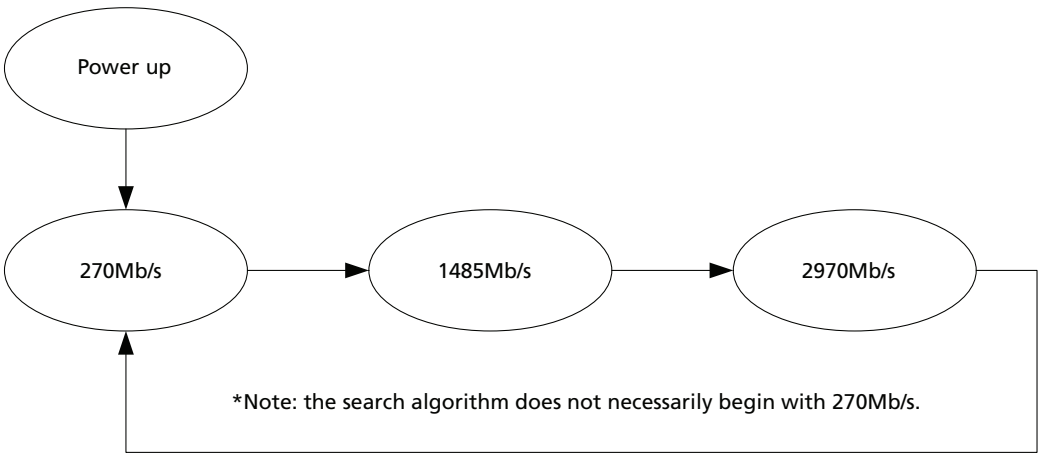 Power up
270Mb/s
1485Mb/s
2970Mb/s
*Note: the search algorithm does not necessarily begin with 270Mb/s.